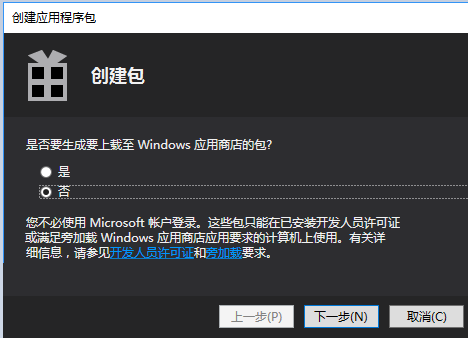 创建应用程序包
创建包
是否要生成要上载至 Windows 应用商店的包?
是
否
您不必使用 Microsoft 帐户登录。这些包只能在已安装开发人员许可证
或满足旁加载 Windows 应用商店应用要求的计算机上使用。有关详
细信息，请参见开发人员许可证和旁加载要求。
上一步(P)
下一步(N)
取消(C)